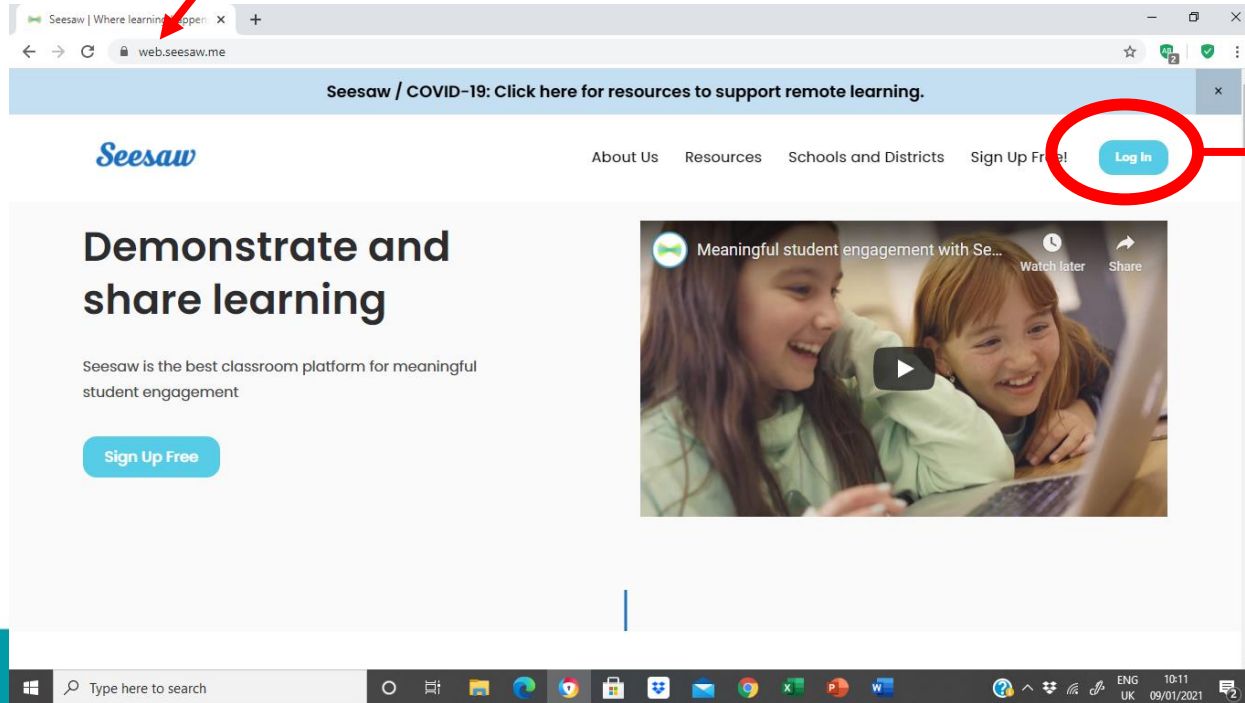 Seesaw | Where learning happen
web.seesaw.me
2
Seesaw / COVID-19: Click here for resources to support remote learning.
Seesaw
About Us Resources Schools and Districts Sign Up Free! Log In
Demonstrate and
share learning
Meaningful student engagement with Se...
Watch later Share
Seesaw is the best classroom platform for meaningful
student engagement
Sign Up Free
Type here to search
ENG 10:11
UK 09/01/2021
2